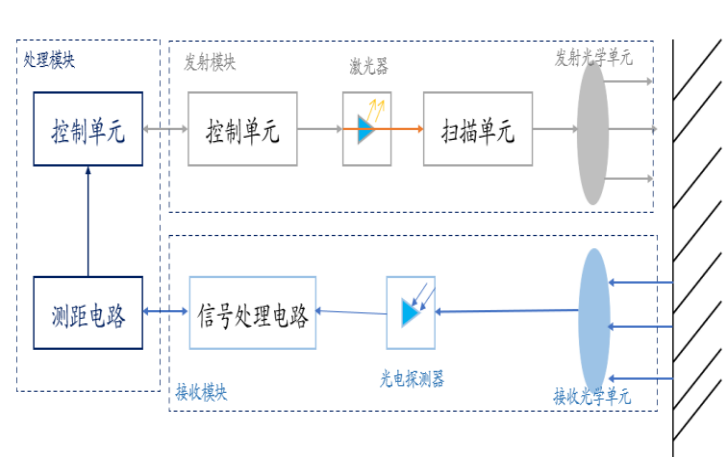 处理模块
发射模块
激光器
发射光学单元
控制单元
控制单元
扫描单元
测距电路
信号处理电路
光电探测器
接收模块
接收光学单元